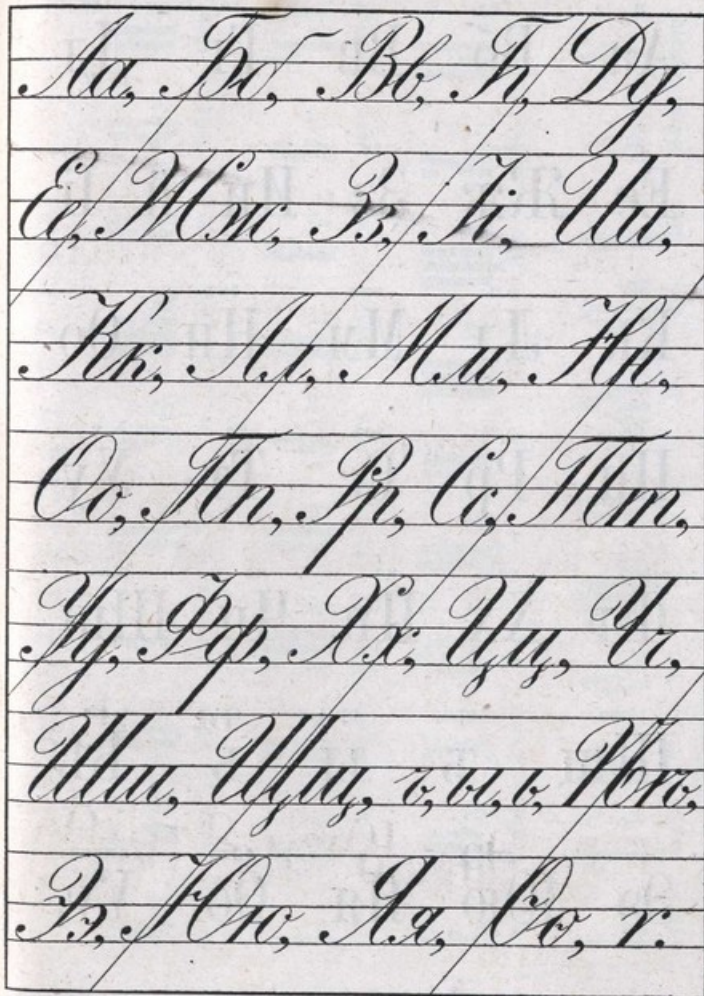 Аа, Бб, Вв, Гг, Дд,
Ее, Жж, Зз, Іі, Ии,
Кк, Лл, Мм, Нн,
Оо, Пп, Рр, Сс, Тт,
Уу, Фф, Хх, Цц, Чч,
Шш, Щщ, ъ, ы, ь, Ѣѣ,
Ээ, Юю, Яя, Ѳѳ, ѵ.